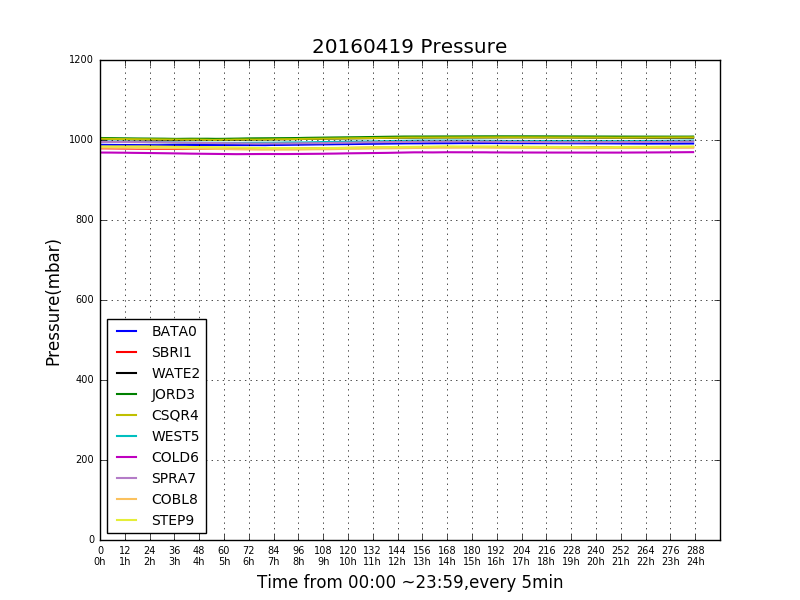 20160419 Pressure
1200
1000
800
600
400
200
0
Pressure(mbar)
BATA0
SBRI1
WATE2
JORD3
CSQR4
WEST5
COLD6
SPRA7
COBL8
STEP9
0 12 24 36 48 60 72 84 96 108 120 132 144 156 168 180 192 204 216 228 240 252 264 276 288
0h 1h 2h 3h 4h 5h 6h 7h 8h 9h 10h 11h 12h 13h 14h 15h 16h 17h 18h 19h 20h 21h 22h 23h 24h
Time from 00:00 ~23:59,every 5min